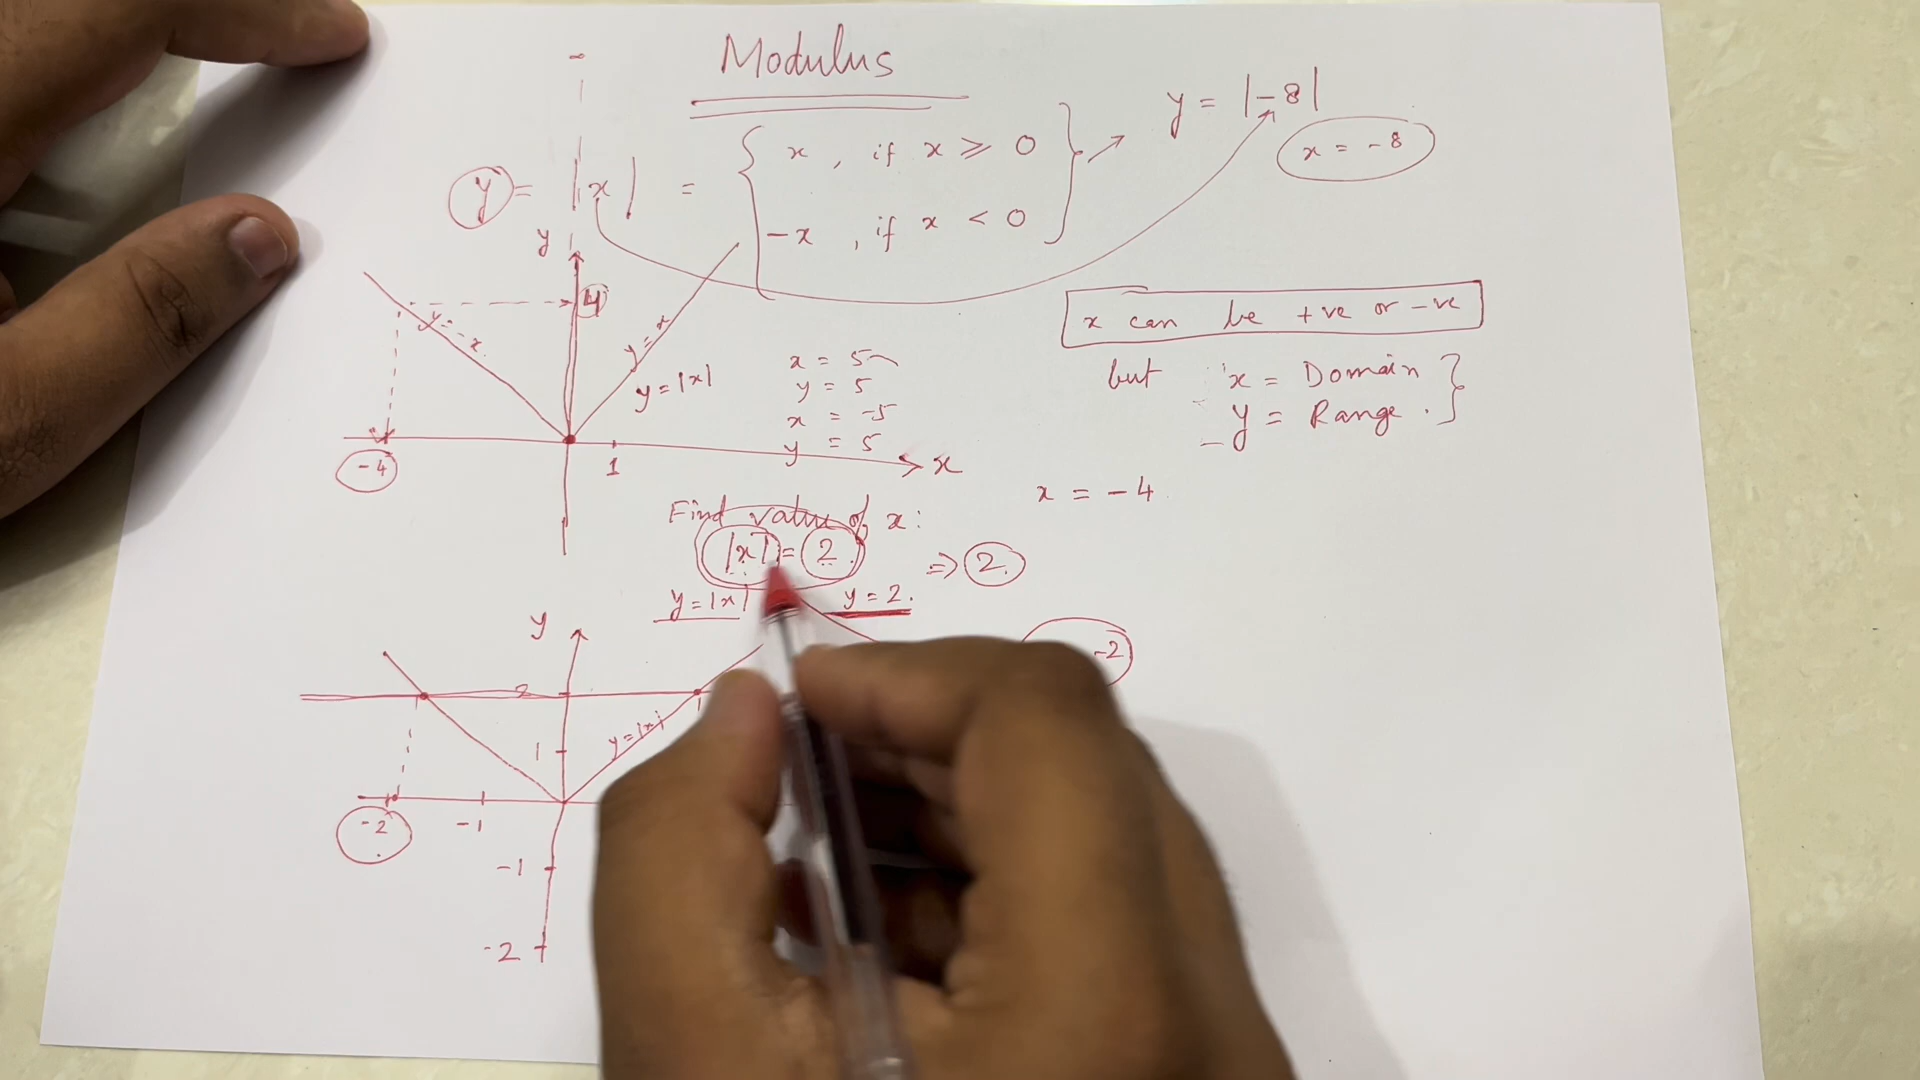 Modulus
y = |x| = { x , if x ⩾ 0
-x , if x < 0 }
y = |-8|
x = -8
y
4
y=-x
y=x
y=|x|
-4
1
x
x = 5
y = 5
x = -5
y = 5
x can be +ve or -ve
but x = Domain
y = Range.
x = -4
Find value of x:
|x| = 2
⇒ 2.
y=|x| y=2.
-2
y
2
1
y=|x|
-2 -1
-1
-2